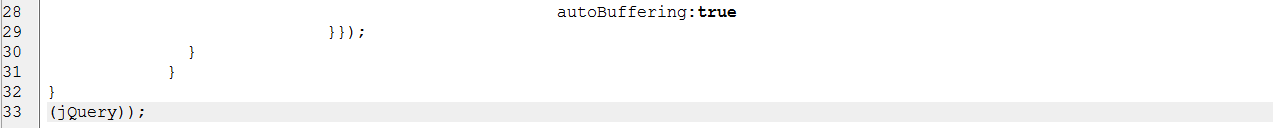 28 autoBuffering:true
29 }});
30 }
31 }
32 }
33 (jQuery));